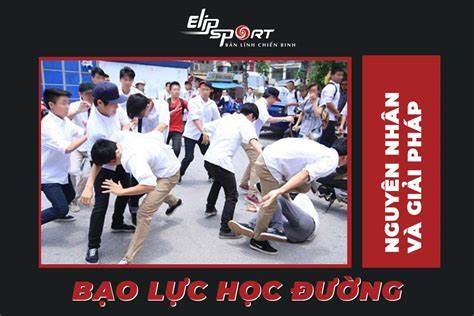 Elip
SPORT
BẢN LĨNH CHIẾN BINH
NGUYÊN NHÂN
VÀ GIẢI PHÁP
BẠO LỰC HỌC ĐƯỜNG